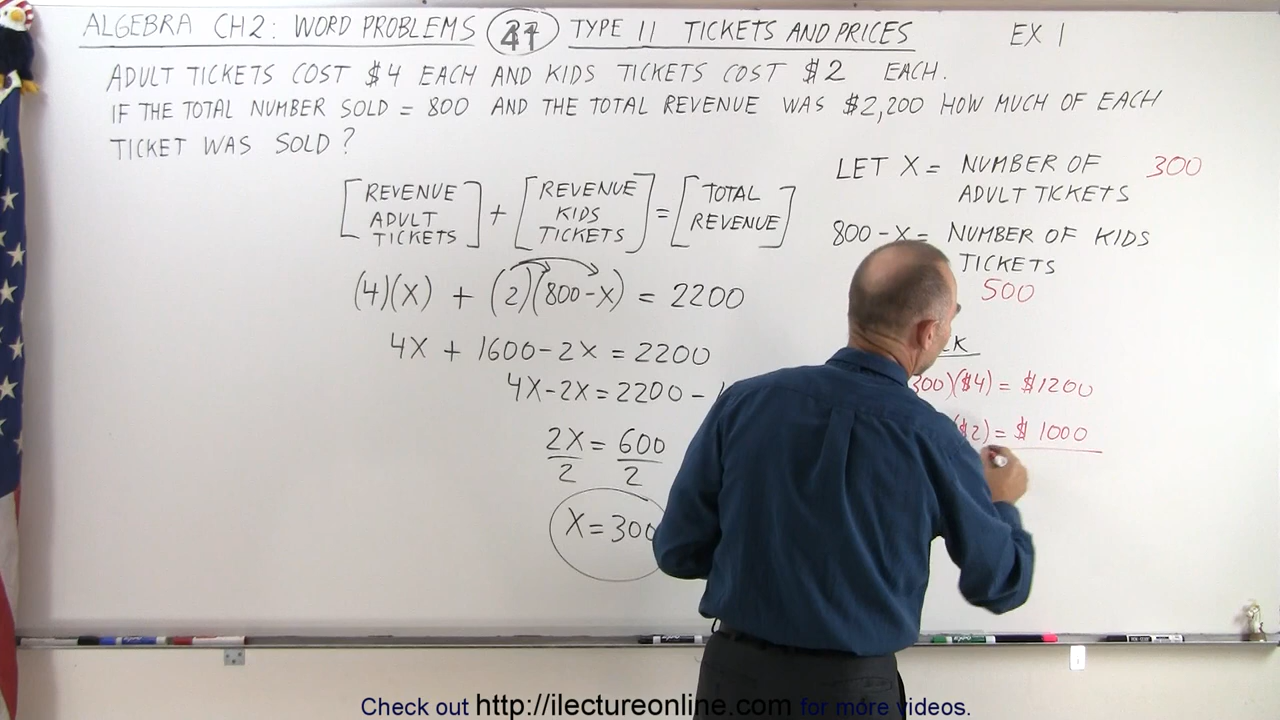 ALGEBRA CH2: WORD PROBLEMS TYPE 11 TICKETS AND PRICES EX 1
ADULT TICKETS COST $4 EACH AND KIDS TICKETS COST $2 EACH.
IF THE TOTAL NUMBER SOLD = 800 AND THE TOTAL REVENUE WAS $2,200 HOW MUCH OF EACH
TICKET WAS SOLD?
[REVENUE ADULT TICKETS] + [REVENUE KIDS TICKETS] = [TOTAL REVENUE]
(4)(X) + (2)(800-X) = 2200
4X + 1600-2X = 2200
4X-2X = 2200 -
2X/2 = 600/2
X=300
LET X = NUMBER OF ADULT TICKETS 300
800-X = NUMBER OF KIDS TICKETS
500
($4) = $1200
($2) = $ 1000
Check out http://ilectureonline.com for more videos.